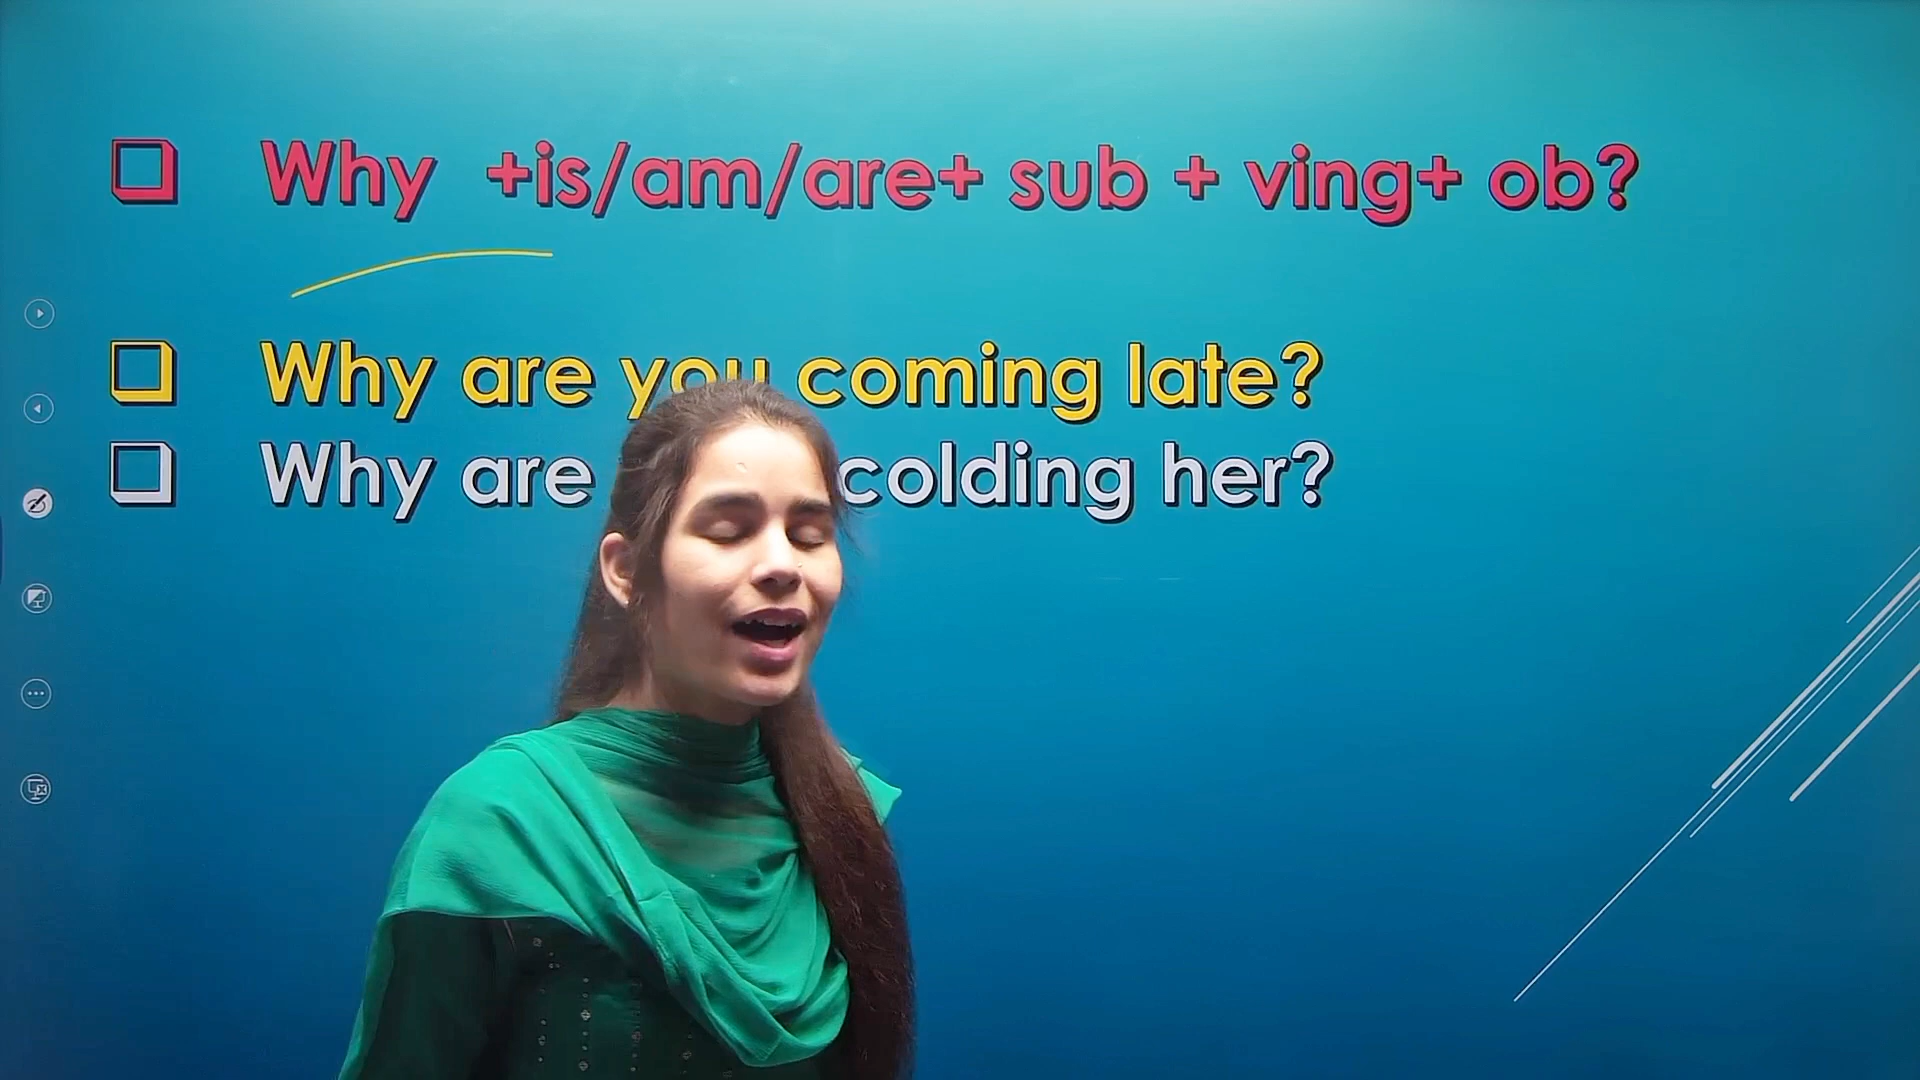 Why +is/am/are+ sub + ving+ ob?
Why are you coming late?
Why are colding her?